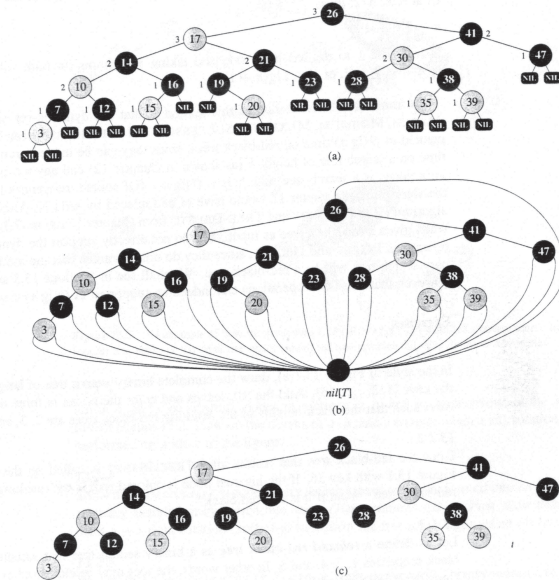 3 26
3 17 41 2
2 14 2 21 2 30 1 47
2 10 1 16 1 19 1 23 1 28 1 38 NIL NIL
1 7 1 12 1 15 NIL NIL 1 20 NIL NIL NIL NIL 1 35 1 39
1 3 NIL NIL NIL NIL NIL NIL NIL NIL NIL NIL NIL
NIL NIL
(a)
26
17 41
14 21 30 47
10 16 19 23 28 38
7 12 15 20 35 39
3
nil[T]
(b)
26
17 41
14 21 30 47
10 16 19 23 28 38
7 12 15 20 35 39
3
(c)